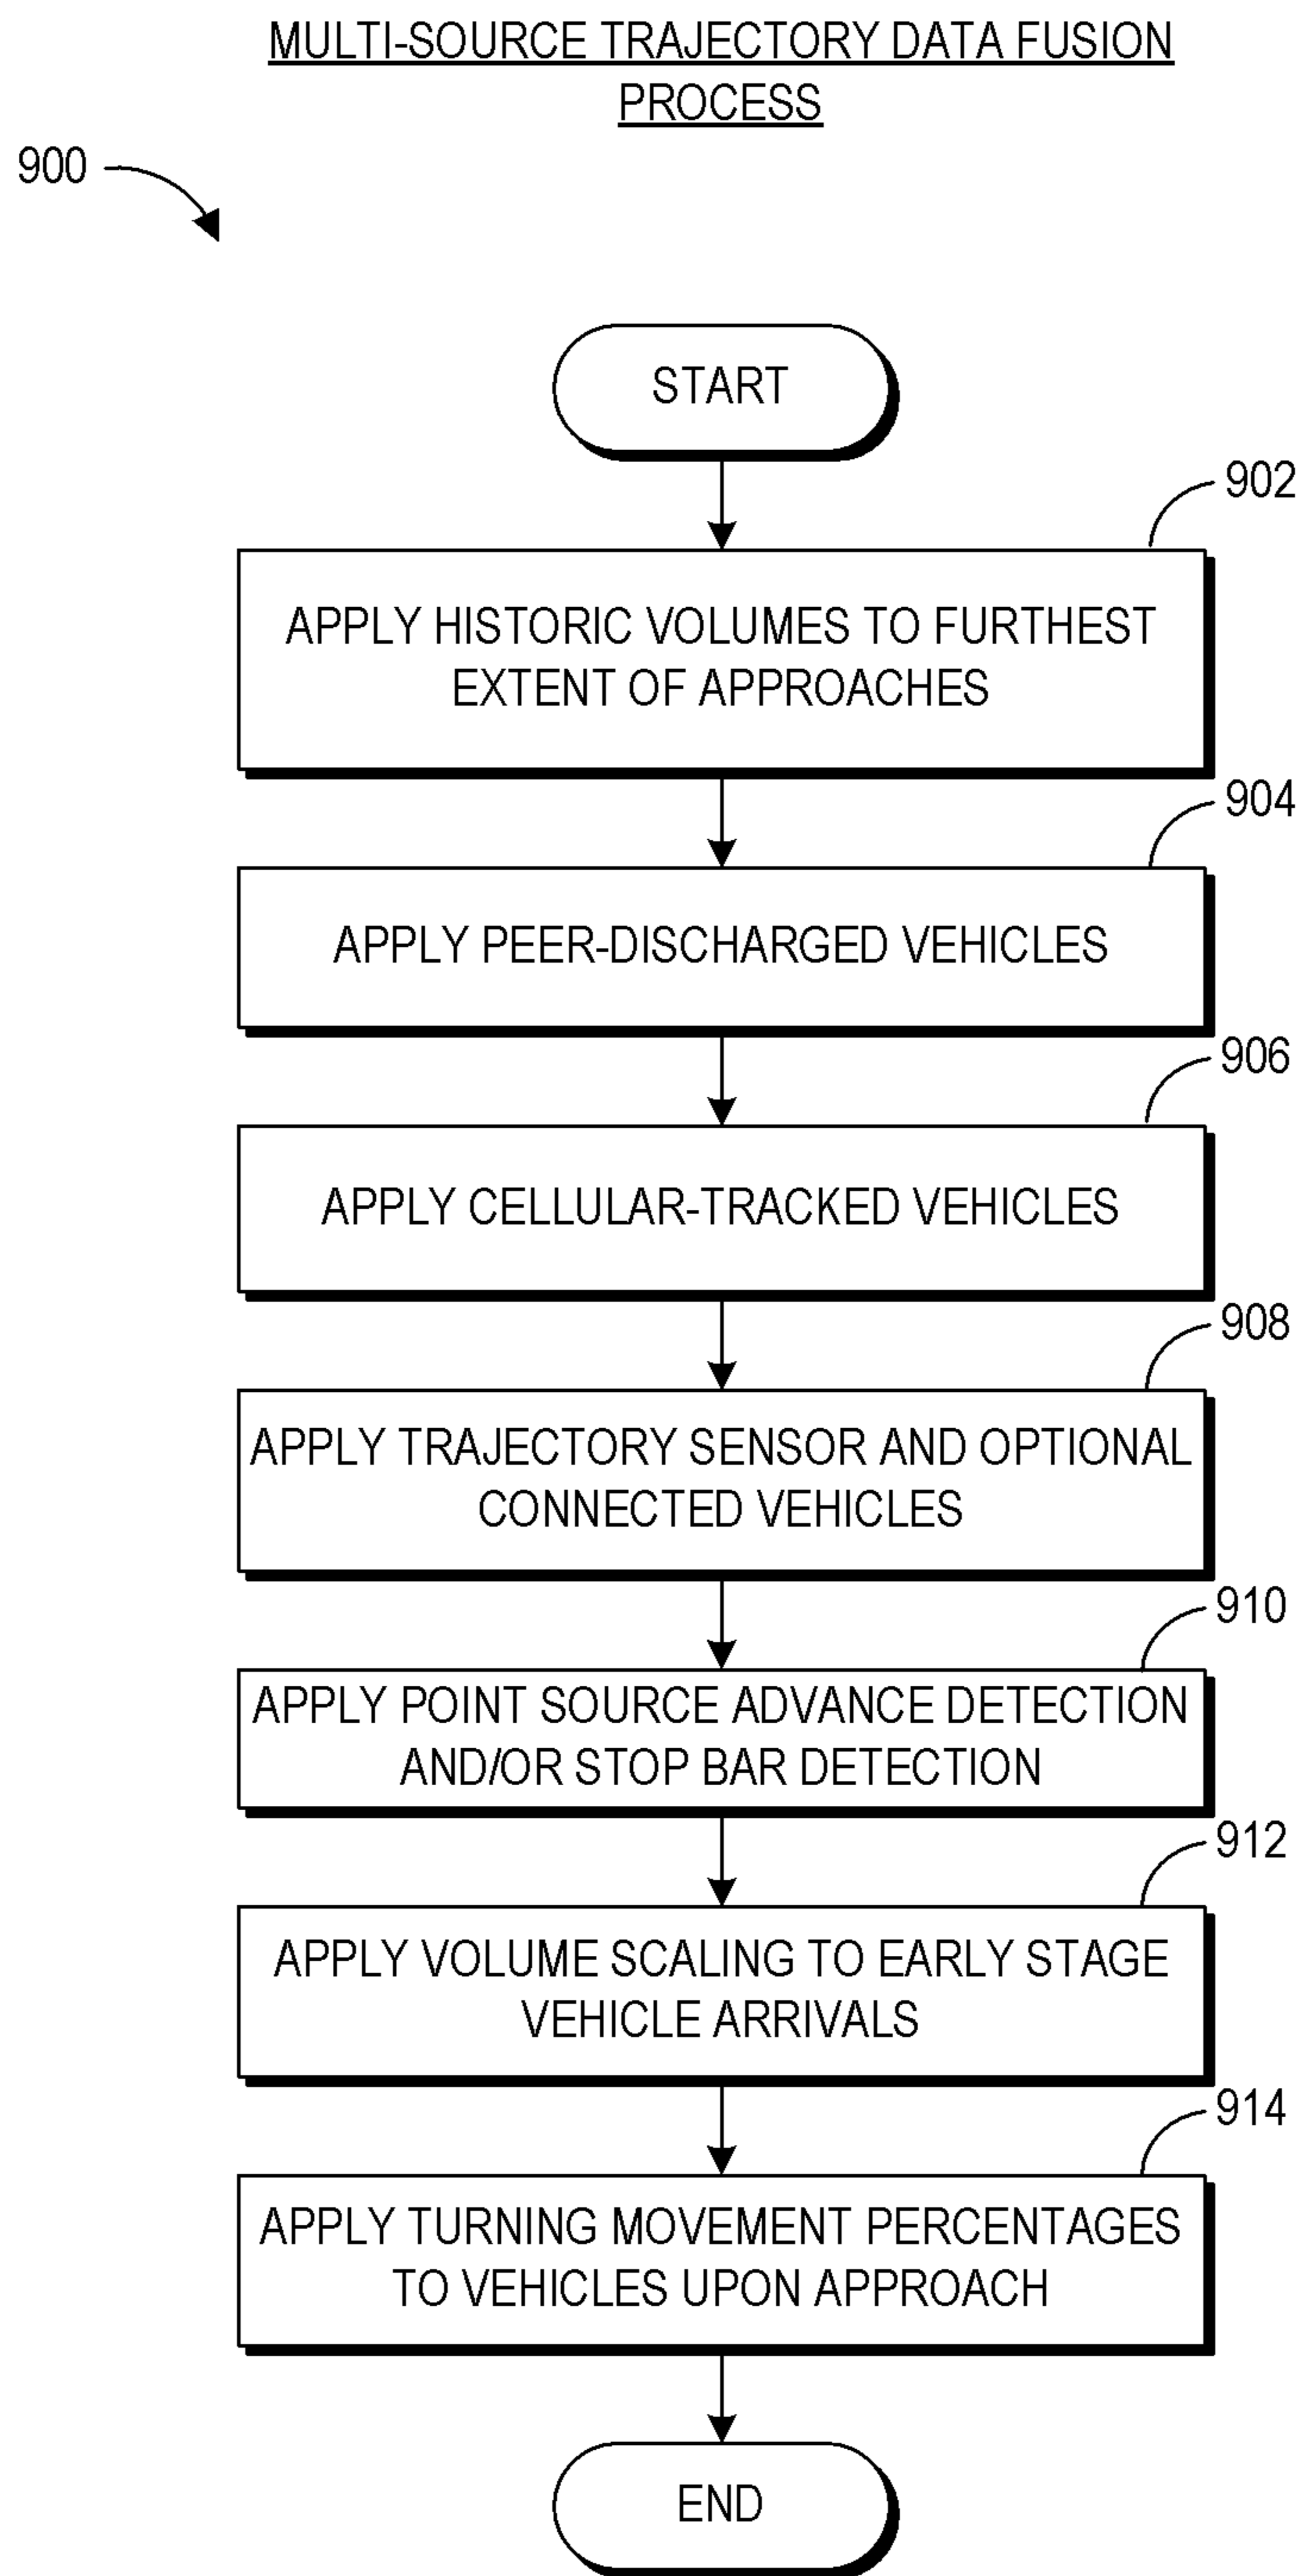 MULTI-SOURCE TRAJECTORY DATA FUSION
PROCESS
900
START
902
APPLY HISTORIC VOLUMES TO FURTHEST
EXTENT OF APPROACHES
904
APPLY PEER-DISCHARGED VEHICLES
906
APPLY CELLULAR-TRACKED VEHICLES
908
APPLY TRAJECTORY SENSOR AND OPTIONAL
CONNECTED VEHICLES
910
APPLY POINT SOURCE ADVANCE DETECTION
AND/OR STOP BAR DETECTION
912
APPLY VOLUME SCALING TO EARLY STAGE
VEHICLE ARRIVALS
914
APPLY TURNING MOVEMENT PERCENTAGES
TO VEHICLES UPON APPROACH
END